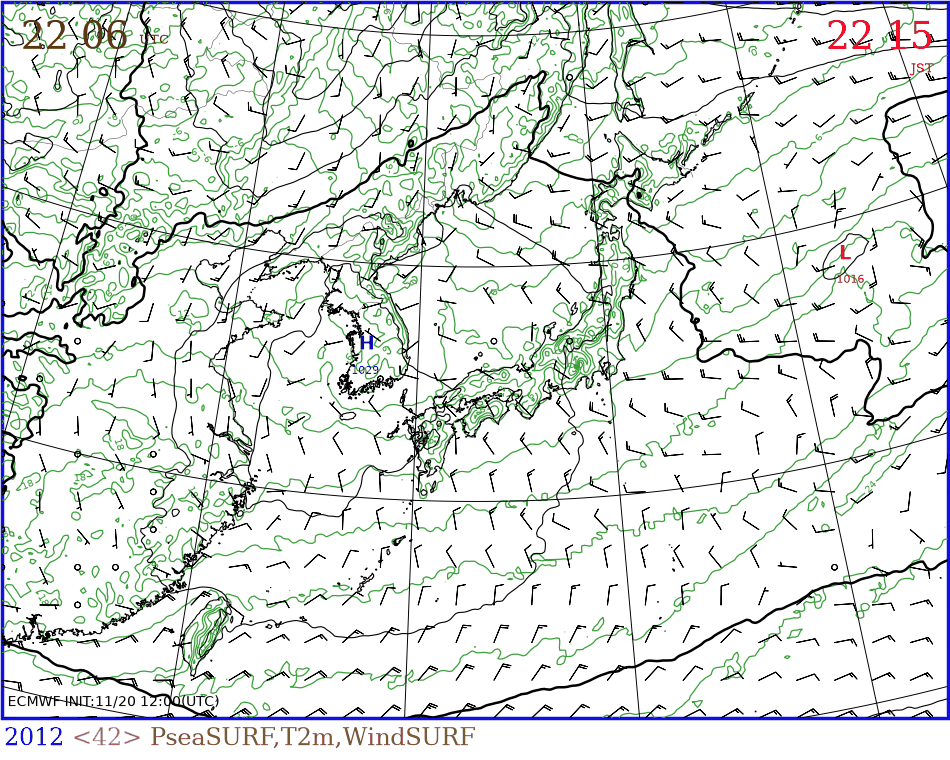 22 06 UTC
22 15
JST
L
1016
H
1029
ECMWF INIT:11/20 12:00(UTC)
2012 <42> PseaSURF,T2m,WindSURF